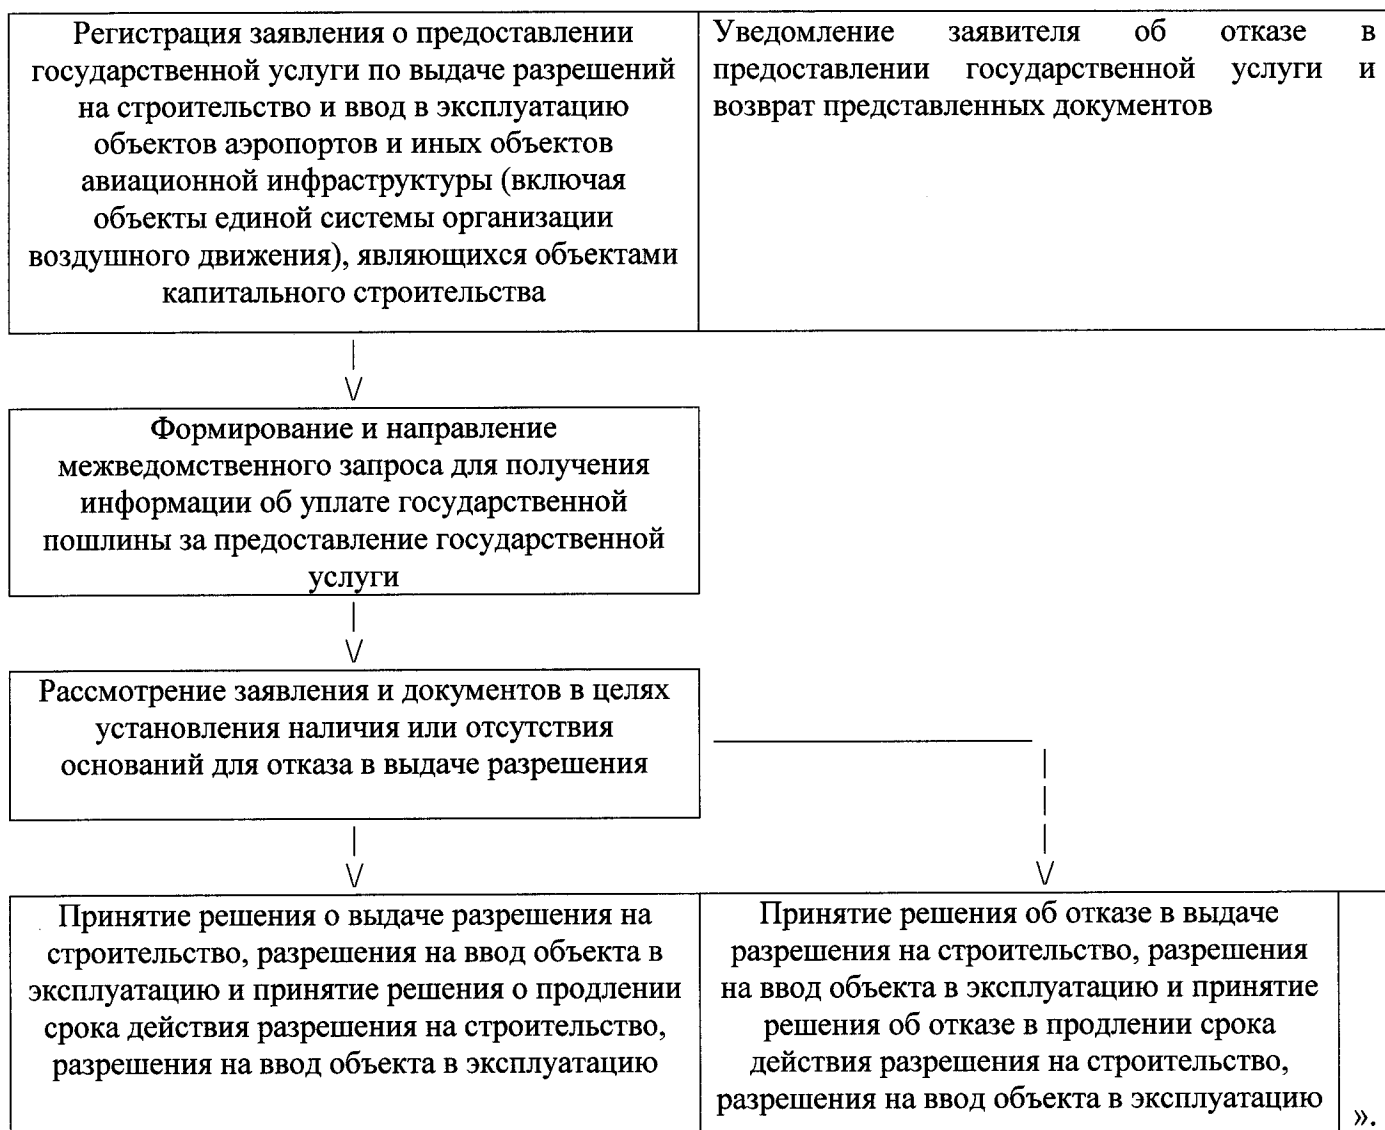 Регистрация заявления о предоставлении
государственной услуги по выдаче разрешений
на строительство и ввод в эксплуатацию
объектов аэропортов и иных объектов
авиационной инфраструктуры (включая
объекты единой системы организации
воздушного движения), являющихся объектами
капитального строительства
Уведомление заявителя об отказе в
предоставлении государственной услуги и
возврат представленных документов
Формирование и направление
межведомственного запроса для получения
информации об уплате государственной
пошлины за предоставление государственной
услуги
Рассмотрение заявления и документов в целях
установления наличия или отсутствия
оснований для отказа в выдаче разрешения
Принятие решения о выдаче разрешения на
строительство, разрешения на ввод объекта в
эксплуатацию и принятие решения о продлении
срока действия разрешения на строительство,
разрешения на ввод объекта в эксплуатацию
Принятие решения об отказе в выдаче
разрешения на строительство, разрешения
на ввод объекта в эксплуатацию и принятие
решения об отказе в продлении срока
действия разрешения на строительство,
разрешения на ввод объекта в эксплуатацию
».